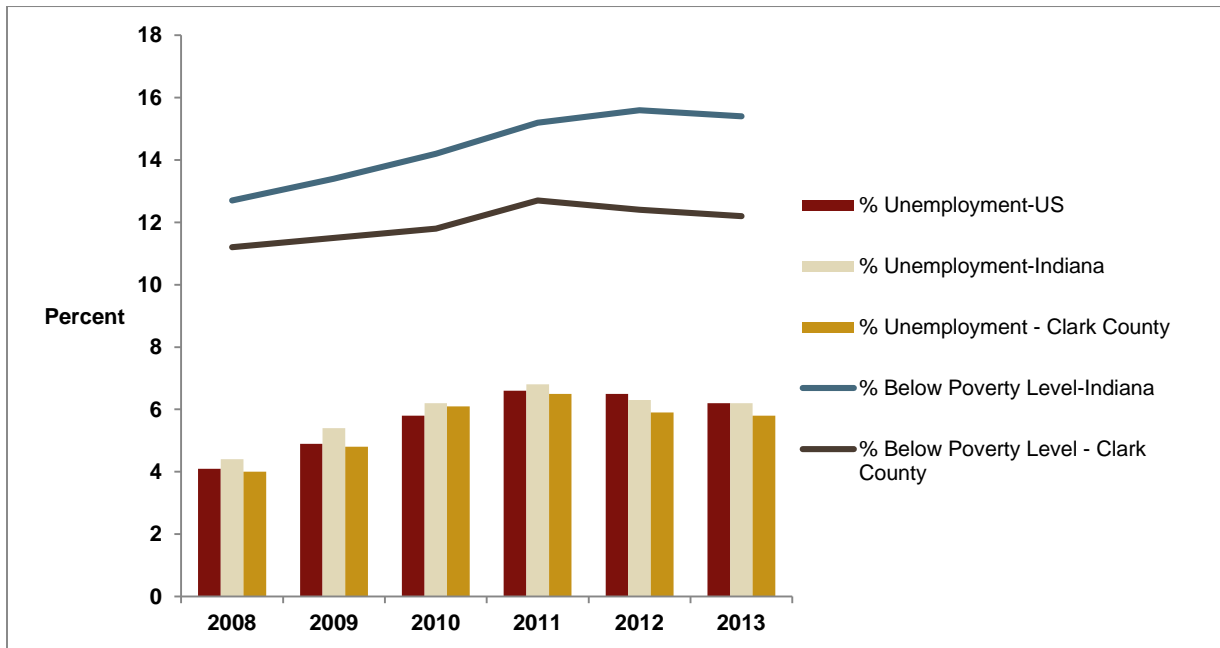 18
16
14
12
10
8
6
4
2
0
Percent
2008 2009 2010 2011 2012 2013
% Unemployment-US
% Unemployment-Indiana
% Unemployment - Clark County
% Below Poverty Level-Indiana
% Below Poverty Level - Clark
County